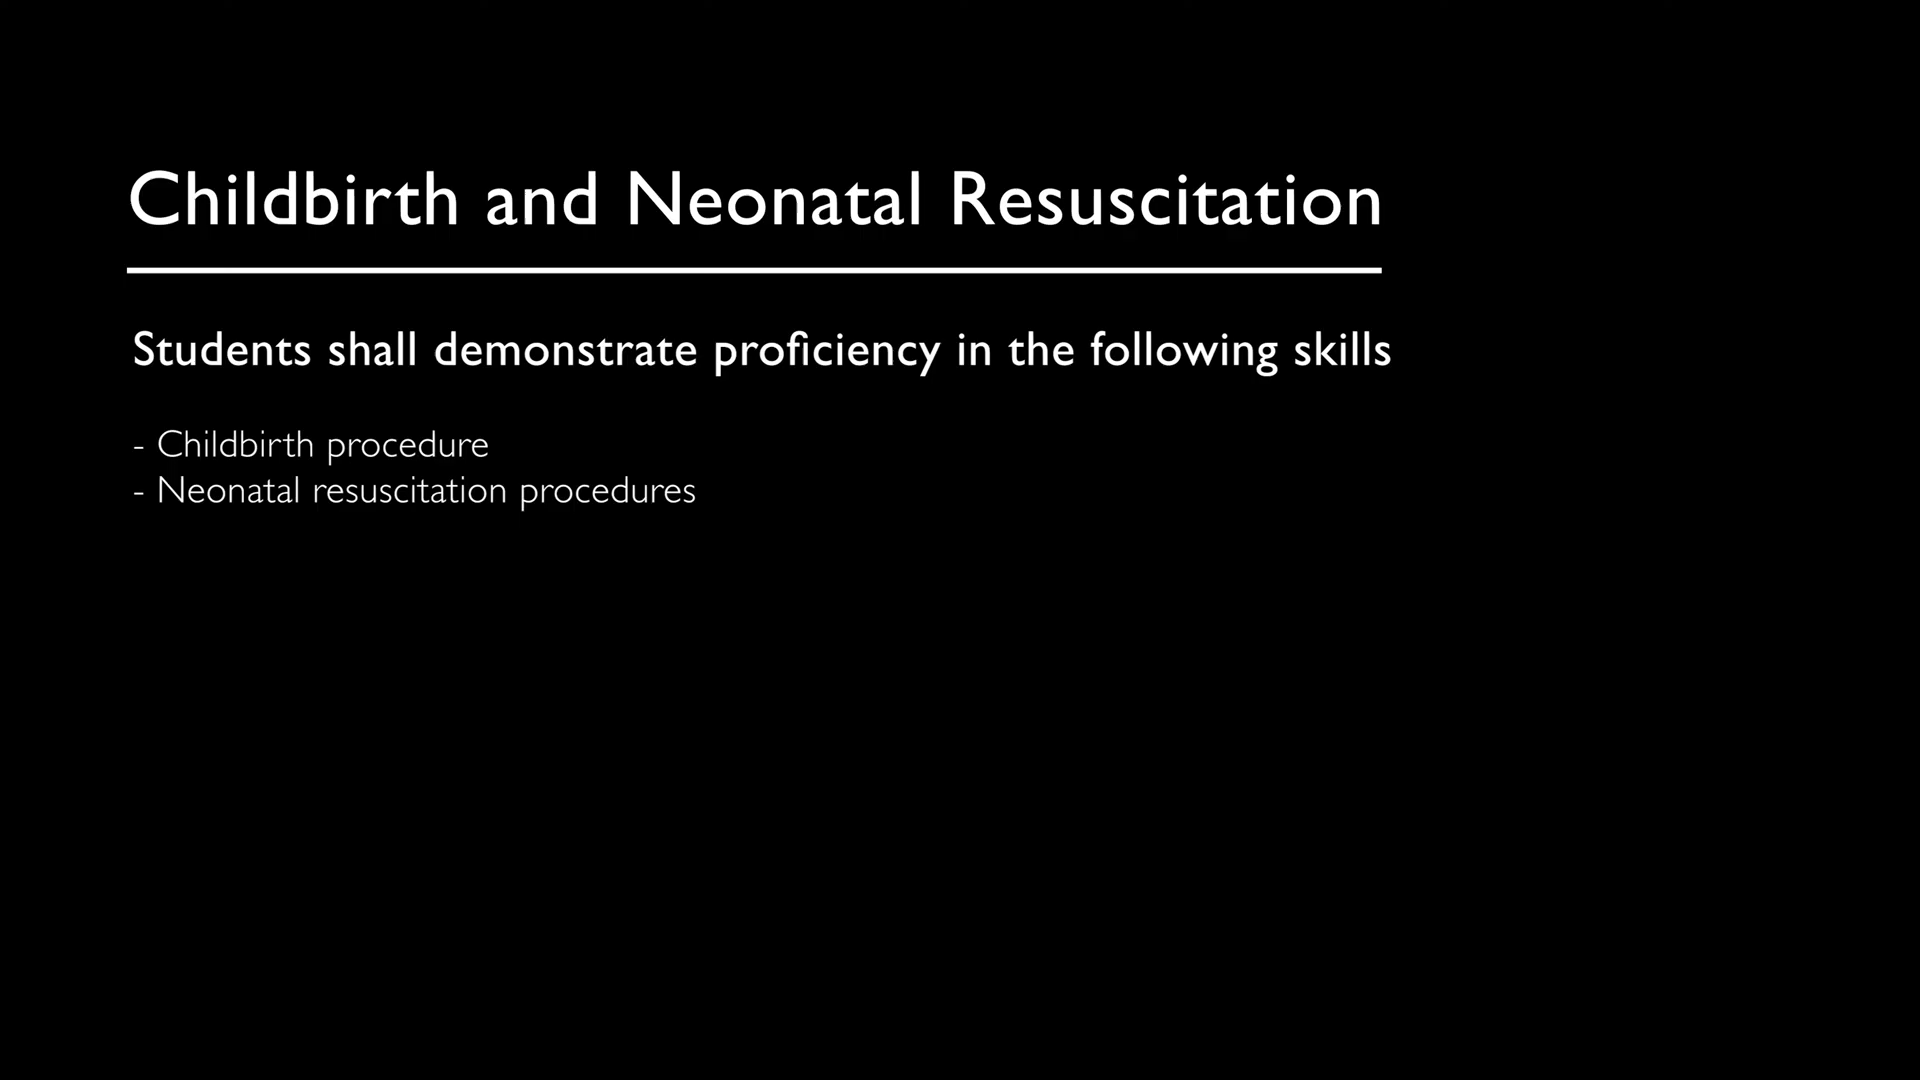 Childbirth and Neonatal Resuscitation
Students shall demonstrate proficiency in the following skills
- Childbirth procedure
- Neonatal resuscitation procedures